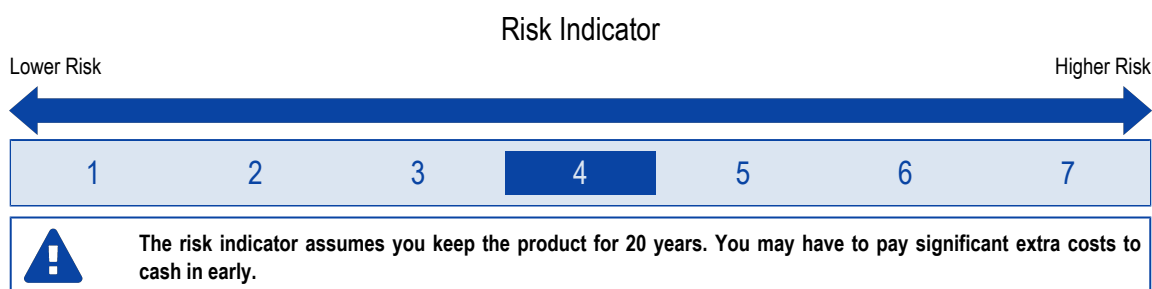 Risk Indicator
Lower Risk Higher Risk
1 2 3 4 5 6 7
The risk indicator assumes you keep the product for 20 years. You may have to pay significant extra costs to
cash in early.